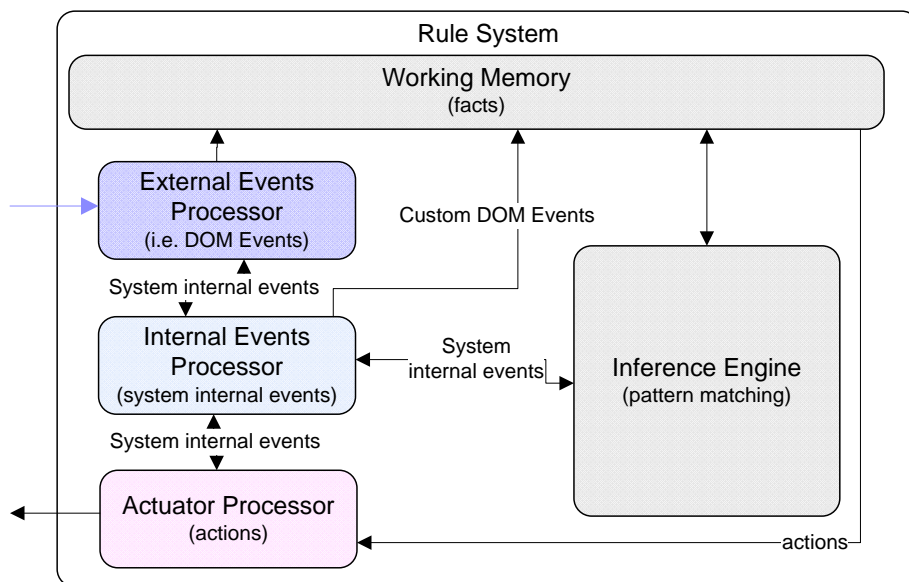 Rule System
Working Memory
(facts)
External Events
Processor
(i.e. DOM Events)
Custom DOM Events
System internal events
Internal Events
Processor
(system internal events)
System
internal events
Inference Engine
(pattern matching)
System internal events
Actuator Processor
(actions)
actions